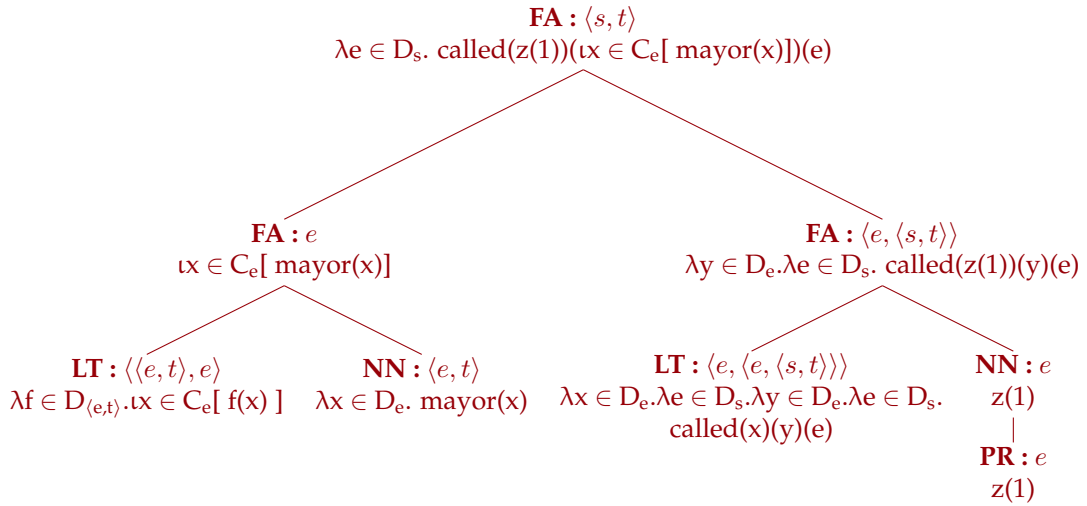 FA : ⟨s, t⟩
λe ∈ Dₛ. called(z(1))(ιx ∈ Cₑ[ mayor(x)])(e)
FA : e
ιx ∈ Cₑ[ mayor(x)]
FA : ⟨e, ⟨s, t⟩⟩
λy ∈ Dₑ.λe ∈ Dₛ. called(z(1))(y)(e)
LT : ⟨⟨e, t⟩, e⟩
λf ∈ D⟨e,t⟩.ιx ∈ Cₑ[ f(x) ]
NN : ⟨e, t⟩
λx ∈ Dₑ. mayor(x)
LT : ⟨e, ⟨e, ⟨s, t⟩⟩⟩
λx ∈ Dₑ.λe ∈ Dₛ.λy ∈ Dₑ.λe ∈ Dₛ.
called(x)(y)(e)
NN : e
z(1)
PR : e
z(1)